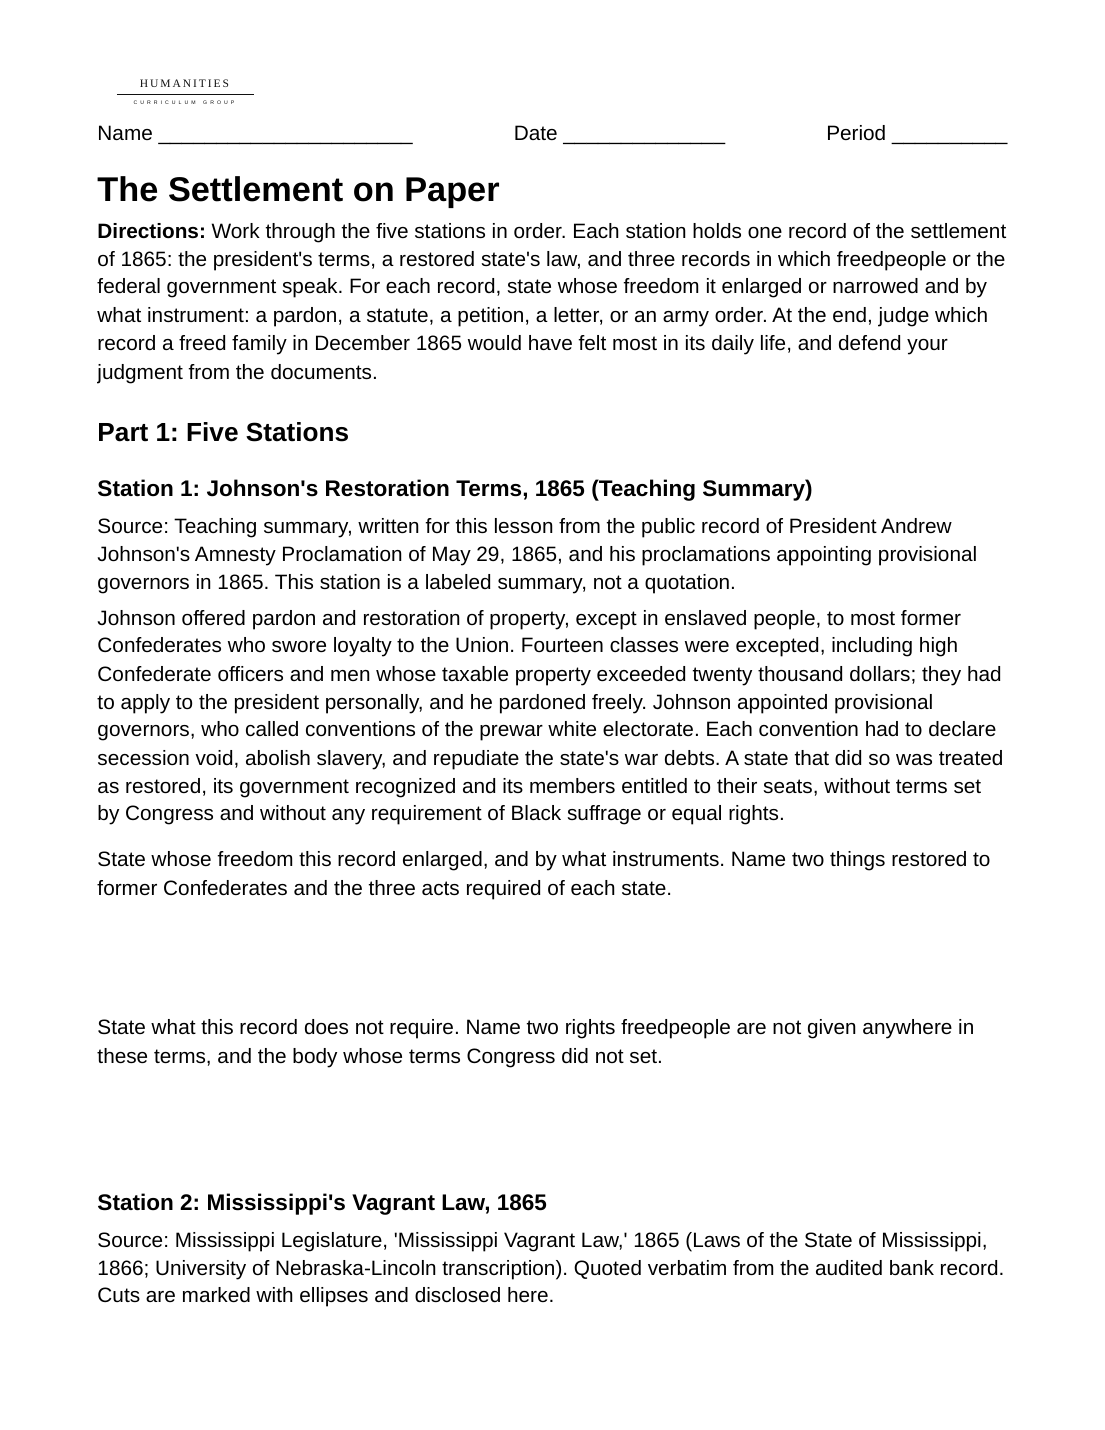 HUMANITIES
CURRICULUM GROUP
Name ______________________ Date ______________ Period __________
The Settlement on Paper
Directions: Work through the five stations in order. Each station holds one record of the settlement
of 1865: the president's terms, a restored state's law, and three records in which freedpeople or the
federal government speak. For each record, state whose freedom it enlarged or narrowed and by
what instrument: a pardon, a statute, a petition, a letter, or an army order. At the end, judge which
record a freed family in December 1865 would have felt most in its daily life, and defend your
judgment from the documents.
Part 1: Five Stations
Station 1: Johnson's Restoration Terms, 1865 (Teaching Summary)
Source: Teaching summary, written for this lesson from the public record of President Andrew
Johnson's Amnesty Proclamation of May 29, 1865, and his proclamations appointing provisional
governors in 1865. This station is a labeled summary, not a quotation.
Johnson offered pardon and restoration of property, except in enslaved people, to most former
Confederates who swore loyalty to the Union. Fourteen classes were excepted, including high
Confederate officers and men whose taxable property exceeded twenty thousand dollars; they had
to apply to the president personally, and he pardoned freely. Johnson appointed provisional
governors, who called conventions of the prewar white electorate. Each convention had to declare
secession void, abolish slavery, and repudiate the state's war debts. A state that did so was treated
as restored, its government recognized and its members entitled to their seats, without terms set
by Congress and without any requirement of Black suffrage or equal rights.
State whose freedom this record enlarged, and by what instruments. Name two things restored to
former Confederates and the three acts required of each state.
State what this record does not require. Name two rights freedpeople are not given anywhere in
these terms, and the body whose terms Congress did not set.
Station 2: Mississippi's Vagrant Law, 1865
Source: Mississippi Legislature, 'Mississippi Vagrant Law,' 1865 (Laws of the State of Mississippi,
1866; University of Nebraska-Lincoln transcription). Quoted verbatim from the audited bank record.
Cuts are marked with ellipses and disclosed here.